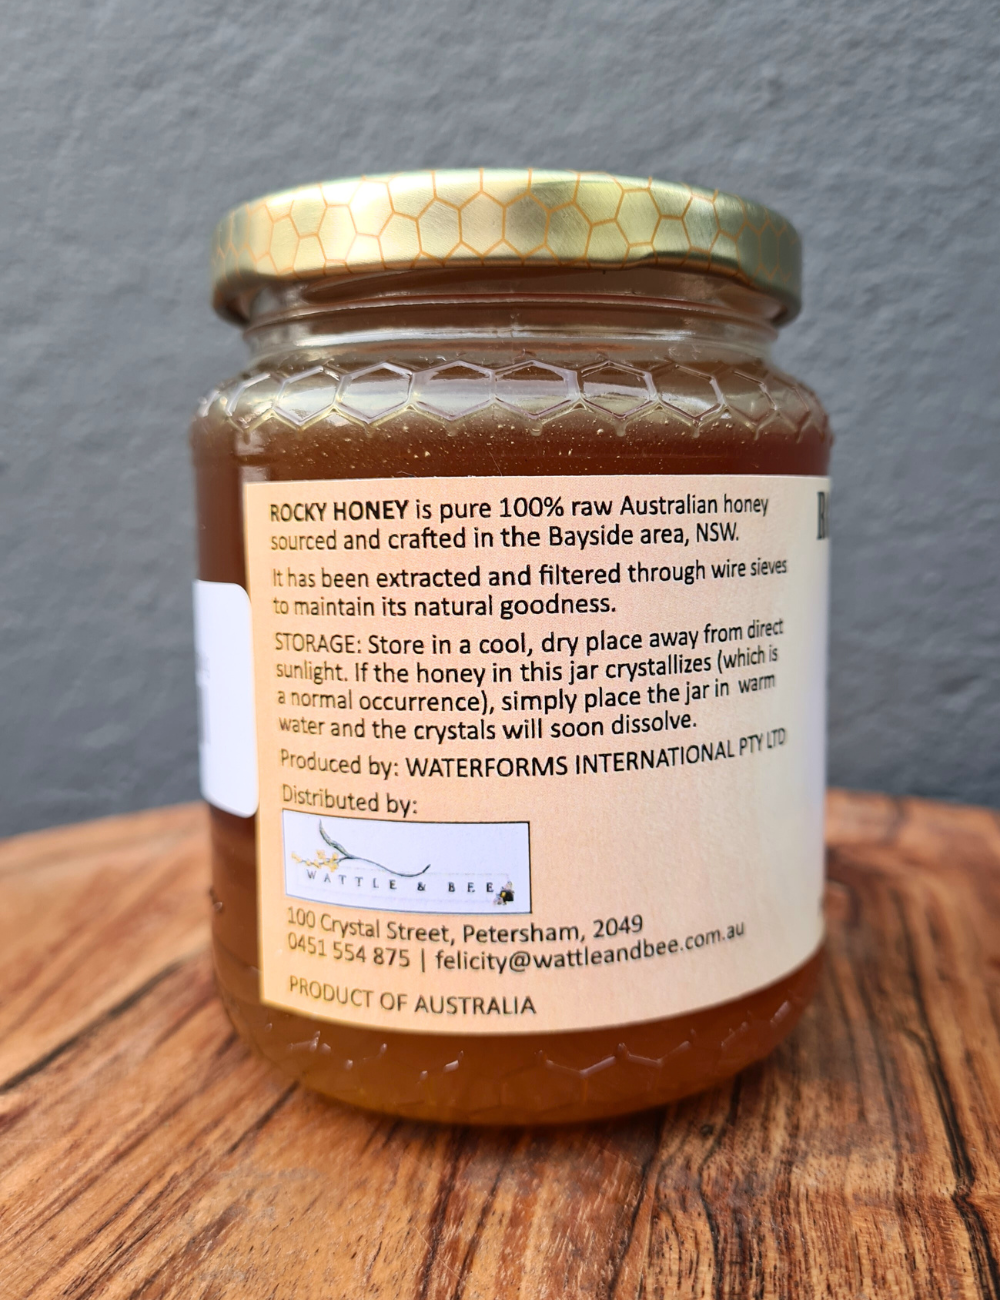 ROCKY HONEY is pure 100% raw Australian honey
sourced and crafted in the Bayside area, NSW.
It has been extracted and filtered through wire sieves
to maintain its natural goodness.
STORAGE: Store in a cool, dry place away from direct
sunlight. If the honey in this jar crystallizes (which is
a normal occurrence), simply place the jar in warm
water and the crystals will soon dissolve.
Produced by: WATERFORMS INTERNATIONAL PTY LTD
Distributed by:
WATTLE & BEE
100 Crystal Street, Petersham, 2049
0451 554 875 | felicity@wattleandbee.com.au
PRODUCT OF AUSTRALIA